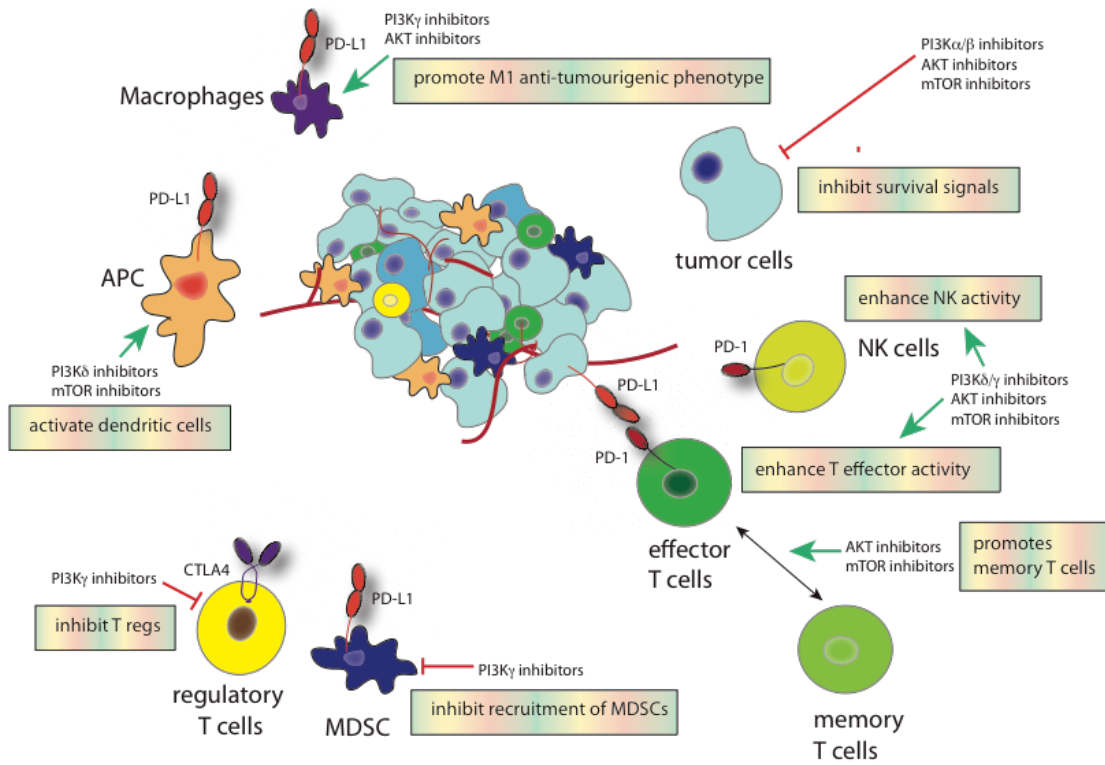 PI3Kγ inhibitors
AKT inhibitors
PD-L1
promote M1 anti-tumourigenic phenotype
Macrophages
PI3Kα/β inhibitors
AKT inhibitors
mTOR inhibitors
inhibit survival signals
tumor cells
PD-L1
APC
PI3Kδ inhibitors
mTOR inhibitors
activate dendritic cells
enhance NK activity
NK cells
PD-1
PI3Kδ/γ inhibitors
AKT inhibitors
mTOR inhibitors
PD-L1
PD-1
enhance T effector activity
effector
T cells
AKT inhibitors
mTOR inhibitors
promotes
memory T cells
memory
T cells
CTLA4
PI3Kγ inhibitors
inhibit T regs
regulatory
T cells
PD-L1
PI3Kγ inhibitors
inhibit recruitment of MDSCs
MDSC